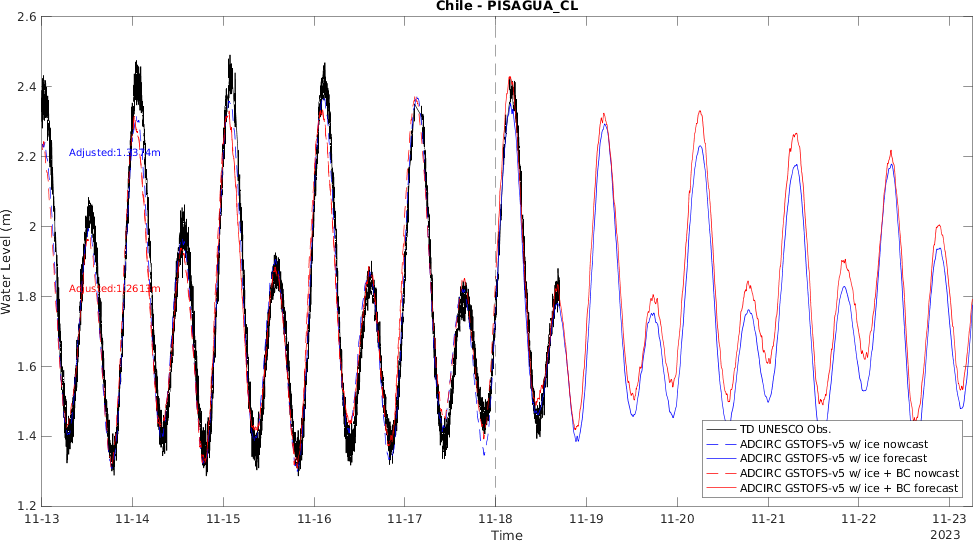 Chile - PISAGUA_CL
2.6
2.4
2.2
2
1.8
1.6
1.4
1.2
Water Level (m)
Adjusted:1.3374m
Adjusted:1.2613m
TD UNESCO Obs.
ADCIRC GSTOFS-v5 w/ ice nowcast
ADCIRC GSTOFS-v5 w/ ice forecast
ADCIRC GSTOFS-v5 w/ ice + BC nowcast
ADCIRC GSTOFS-v5 w/ ice + BC forecast
11-13 11-14 11-15 11-16 11-17 11-18 11-19 11-20 11-21 11-22 11-23
2023
Time